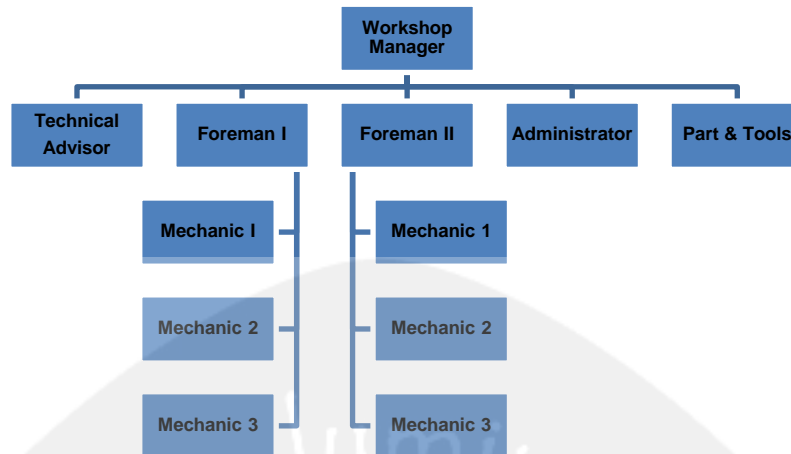 Workshop
Manager
Technical
Advisor
Foreman I
Foreman II
Administrator
Part & Tools
Mechanic I
Mechanic 1
Mechanic 2
Mechanic 2
Mechanic 3
Mechanic 3